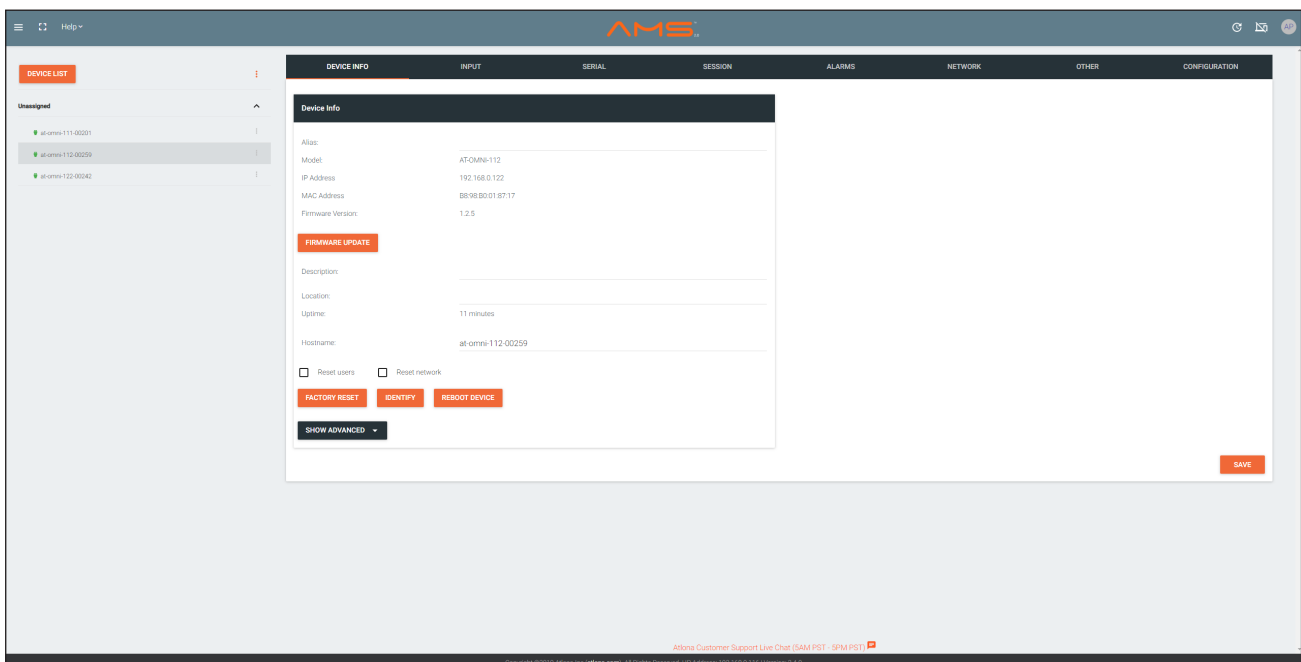 Help
AMS
AP
DEVICE LIST
Unassigned
at-omni-111-00201
at-omni-112-00259
at-omni-122-00242
DEVICE INFO INPUT SERIAL SESSION ALARMS NETWORK OTHER CONFIGURATION
Device Info
Alias:
Model: AT-OMNI-112
IP Address 192.168.0.122
MAC Address B8:98:B0:01:87:17
Firmware Version: 1.2.5
FIRMWARE UPDATE
Description:
Location:
Uptime: 11 minutes
Hostname: at-omni-112-00259
Reset users Reset network
FACTORY RESET IDENTIFY REBOOT DEVICE
SHOW ADVANCED
SAVE
Atlona Customer Support Live Chat (5AM PST - 5PM PST)